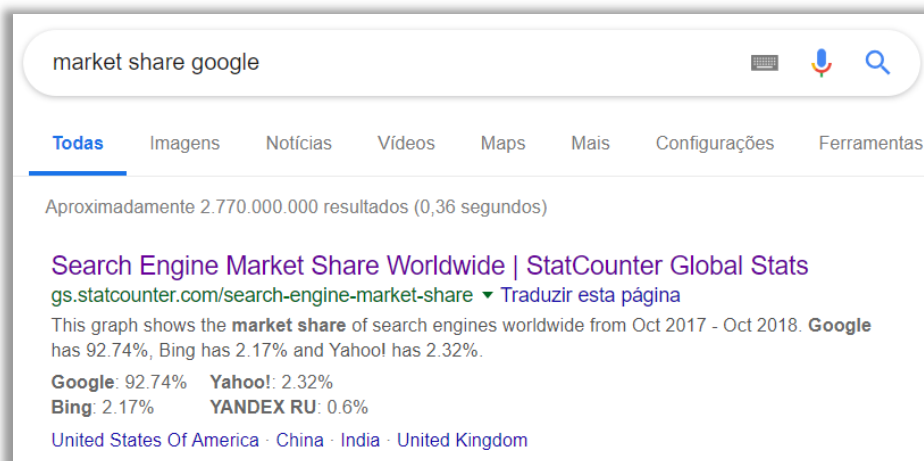 market share google
Todas Imagens Notícias Vídeos Maps Mais Configurações Ferramentas
Aproximadamente 2.770.000.000 resultados (0,36 segundos)
Search Engine Market Share Worldwide | StatCounter Global Stats
gs.statcounter.com/search-engine-market-share ▼ Traduzir esta página
This graph shows the market share of search engines worldwide from Oct 2017 - Oct 2018. Google
has 92.74%, Bing has 2.17% and Yahoo! has 2.32%.
Google: 92.74% Yahoo!: 2.32%
Bing: 2.17% YANDEX RU: 0.6%
United States Of America · China · India · United Kingdom